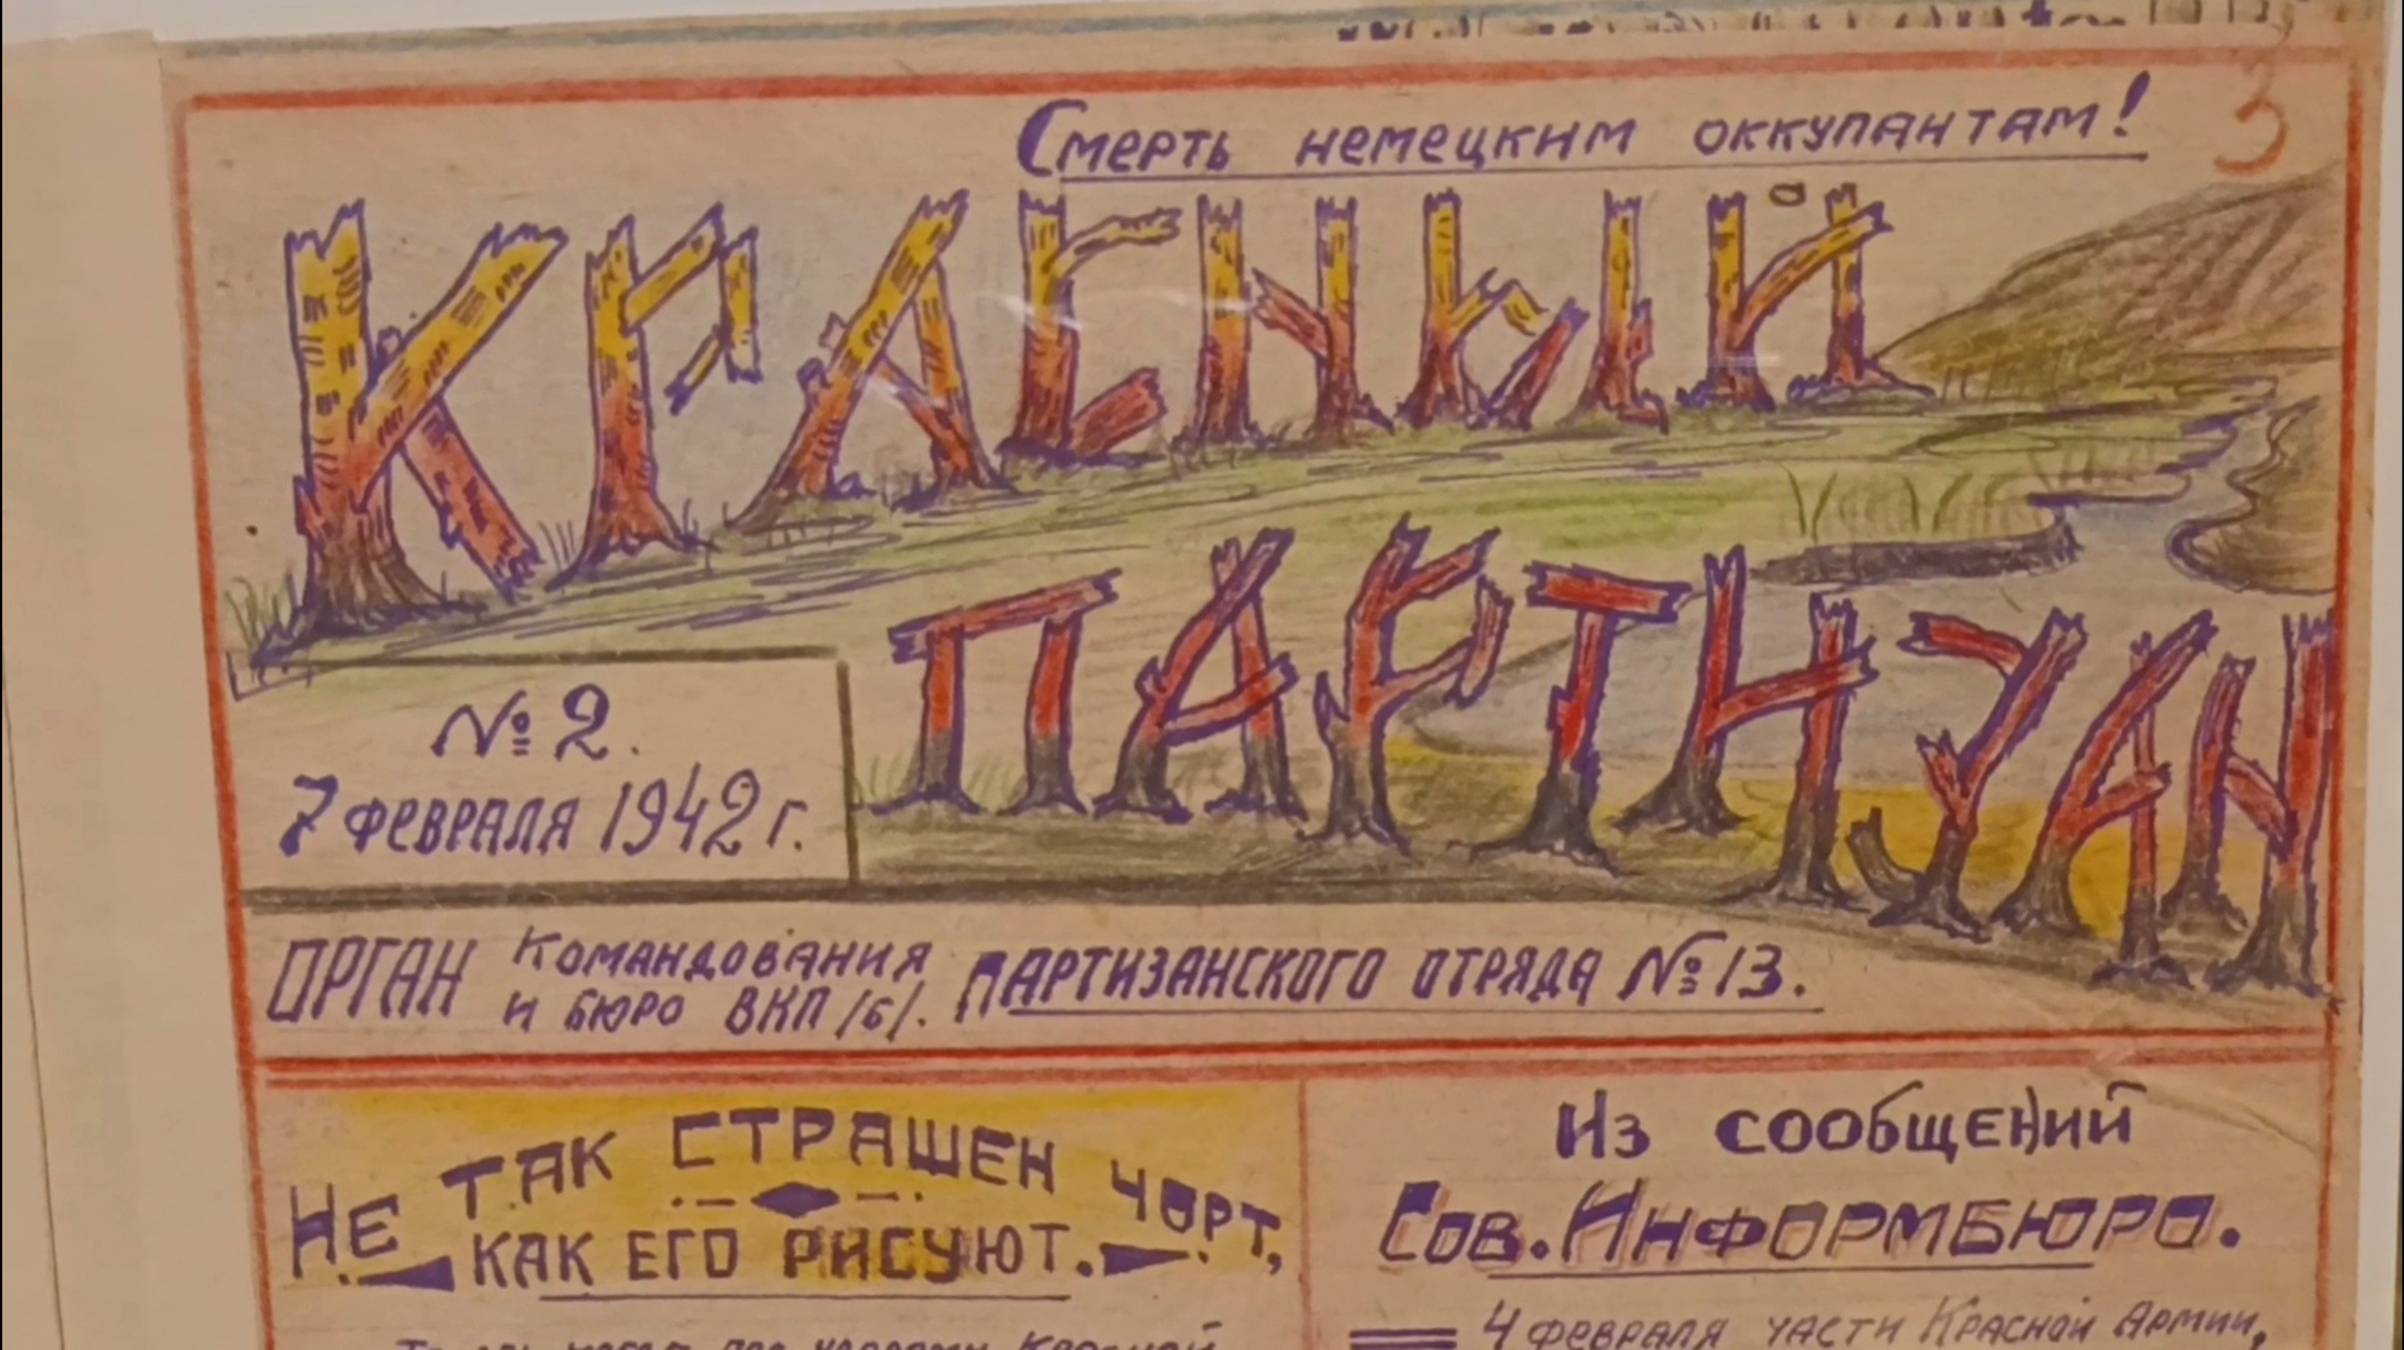 3
Смерть немецким оккупантам!
КРАСНЫЙ
ПАРТИЗАН
№ 2.
7 ФЕВРАЛЯ 1942 г.
ОРГАН Командования и бюро ВКП /б/. ПАРТИЗАНСКОГО ОТРЯДА № 13.
НЕ ТАК СТРАШЕН ЧОРТ,
КАК ЕГО РИСУЮТ.
Из сообщений
Сов. Информбюро.
4 февраля части Красной Армии,